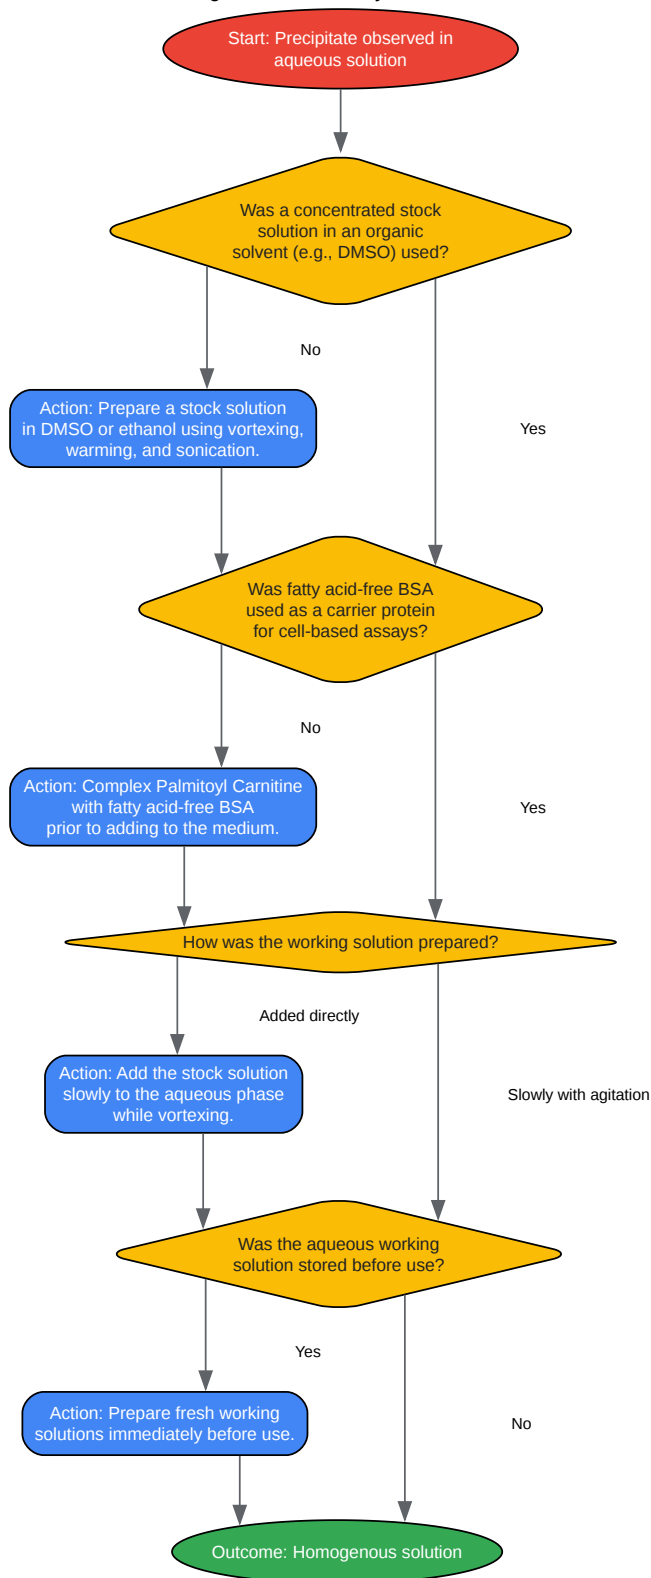 Start: Precipitate observed in
aqueous solution
Was a concentrated stock
solution in an organic
solvent (e.g., DMSO) used?
No
Action: Prepare a stock solution
in DMSO or ethanol using vortexing,
warming, and sonication.
Yes
Was fatty acid-free BSA
used as a carrier protein
for cell-based assays?
No
Action: Complex Palmitoyl Carnitine
with fatty acid-free BSA
prior to adding to the medium.
Yes
How was the working solution prepared?
Added directly
Action: Add the stock solution
slowly to the aqueous phase
while vortexing.
Slowly with agitation
Was the aqueous working
solution stored before use?
Yes
Action: Prepare fresh working
solutions immediately before use.
No
Outcome: Homogenous solution